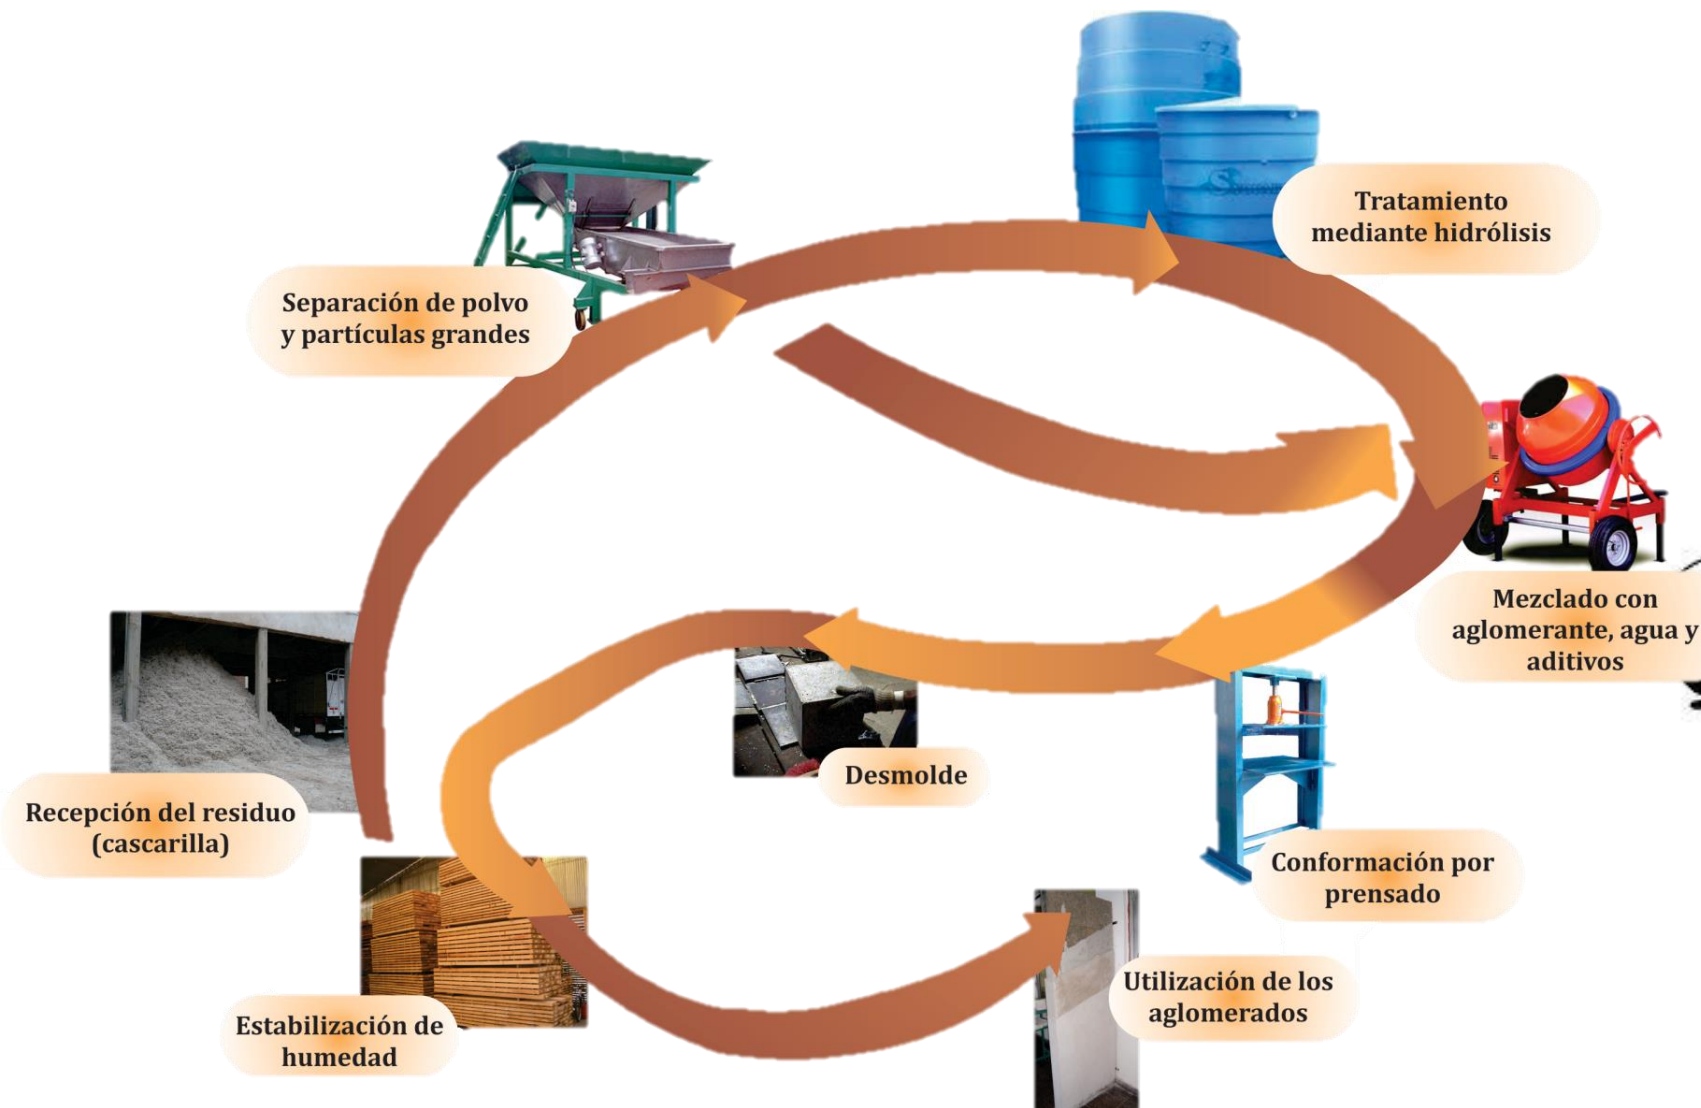 Tratamiento
mediante hidrólisis
Separación de polvo
y partículas grandes
Mezclado con
aglomerante, agua y
aditivos
Desmolde
Recepción del residuo
(cascarilla)
Conformación por
prensado
Utilización de los
aglomerados
Estabilización de
humedad